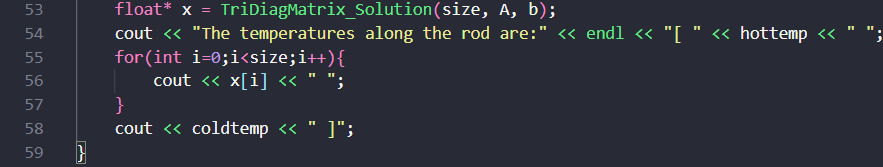 53 float* x = TriDiagMatrix_Solution(size, A, b);
54 cout << "The temperatures along the rod are:" << endl << "[ " << hottemp << " ";
55 for(int i=0;i<size;i++){
56 cout << x[i] << " ";
57 }
58 cout << coldtemp << " ]";
59 }